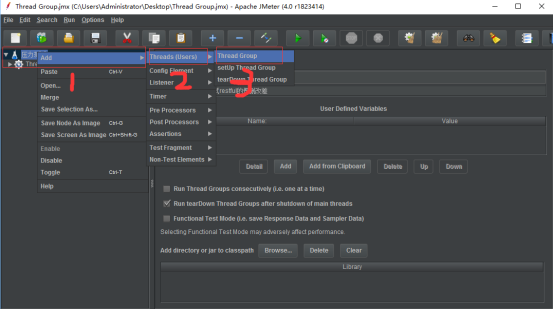 Thread Group.jmx (C:\Users\Administrator\Desktop\Thread Group.jmx) - Apache JMeter (4.0 r1823414)
File Edit Search Run Options Help
Add
Threads (Users)
Thread Group
setUp Thread Group
tearDown Thread Group
Paste Ctrl-V
Config Element
Listener
Open...
Merge
Timer
Save Selection As...
Pre Processors
Save Node As Image Ctrl-G
Post Processors
Save Screen As Image Ctrl+Shift-G
Assertions
Enable
Disable
Test Fragment
Toggle Ctrl-T
Non-Test Elements
Help
1
2
3
User Defined Variables
Name: Value
Detail Add Add from Clipboard Delete Up Down
Run Thread Groups consecutively (i.e. one at a time)
Run tearDown Thread Groups after shutdown of main threads
Functional Test Mode (i.e. save Response Data and Sampler Data)
Selecting Functional Test Mode may adversely affect performance.
Add directory or jar to classpath Browse... Delete Clear
Library